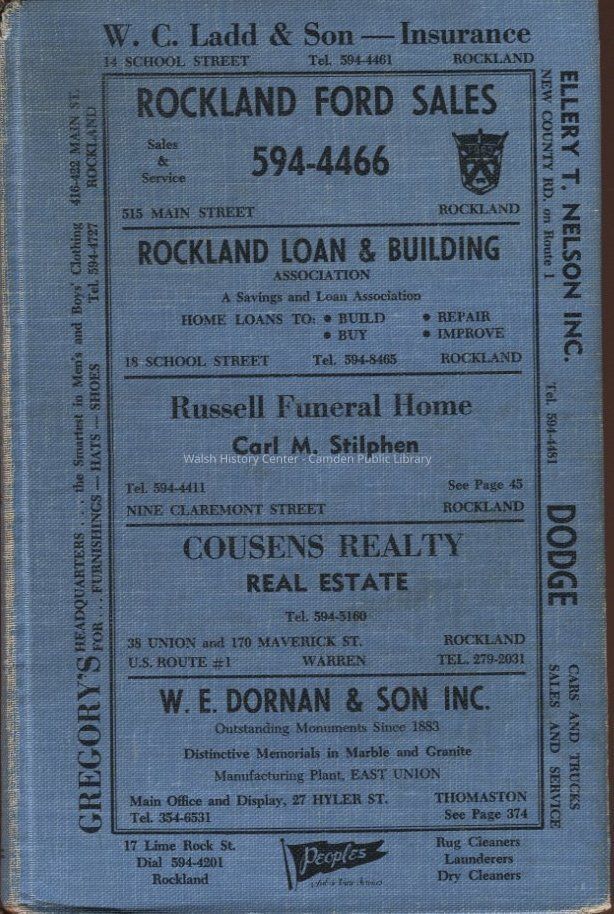 W. C. Ladd & Son — Insurance
14 SCHOOL STREET Tel. 594-4461 ROCKLAND
ROCKLAND FORD SALES
Sales
&
Service
594-4466
515 MAIN STREET ROCKLAND
ROCKLAND LOAN & BUILDING
ASSOCIATION
A Savings and Loan Association
HOME LOANS TO: • BUILD • REPAIR
• BUY • IMPROVE
18 SCHOOL STREET Tel. 594-8465 ROCKLAND
Russell Funeral Home
Carl M. Stilphen
Walsh History Center - Camden Public Library
Tel. 594-4411 See Page 45
NINE CLAREMONT STREET ROCKLAND
COUSENS REALTY
REAL ESTATE
Tel. 594-5160
38 UNION and 170 MAVERICK ST. ROCKLAND
U.S. ROUTE #1 WARREN TEL. 279-2031
W. E. DORNAN & SON INC.
Outstanding Monuments Since 1883
Distinctive Memorials in Marble and Granite
Manufacturing Plant, EAST UNION
Main Office and Display, 27 HYLER ST. THOMASTON
Tel. 354-6531 See Page 374
GREGORY'S
HEADQUARTERS .... the Smartest in Men's and Boys' Clothing 416-422 MAIN ST.
FOR ... FURNISHINGS — HATS — SHOES Tel. 594-4727 ROCKLAND
ELLERY T. NELSON INC.
NEW COUNTY RD. on Route 1
Tel. 594-4481
DODGE
CARS AND TRUCKS
SALES AND SERVICE
17 Lime Rock St.
Dial 594-4201
Rockland
Peoples
Rug Cleaners
Launderers
Dry Cleaners